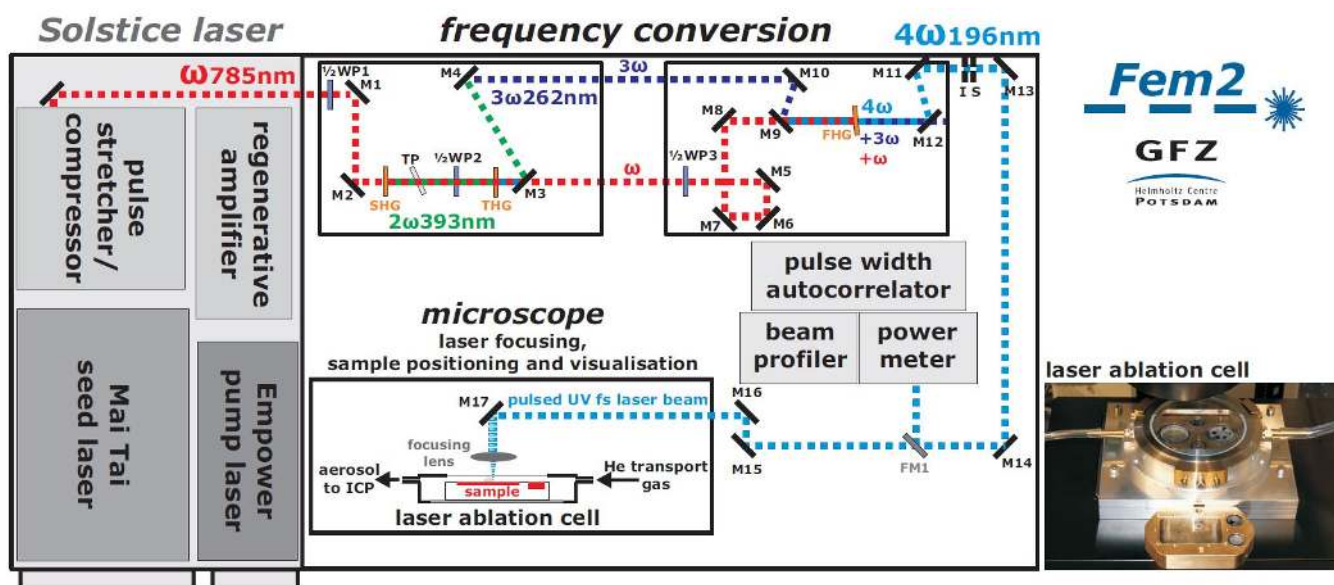 Solstice laser
frequency conversion
4ω196nm
ω785nm
½WP1
M1
M4
3ω
3ω262nm
M10
M11
I S
M13
M8
4ω
M9
FHG
+3ω
+ω
M12
TP
½WP2
M2
SHG
THG
M3
2ω393nm
ω
½WP3
M5
M7
M6
pulse
stretcher/
compressor
regenerative
amplifier
Mai Tai
seed laser
Empower
pump laser
pulse width
autocorrelator
beam
profiler
power
meter
microscope
laser focusing,
sample positioning and visualisation
M17
pulsed UV fs laser beam
M16
M15
FM1
M14
focusing
lens
aerosol
to ICP
He transport
gas
sample
laser ablation cell
Fem2
GFZ
Helmholtz Centre
POTSDAM
laser ablation cell